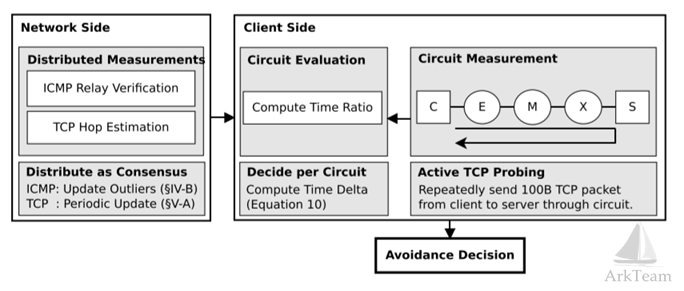 Network Side
Distributed Measurements
ICMP Relay Verification
TCP Hop Estimation
Distribute as Consensus
ICMP: Update Outliers (§IV-B)
TCP : Periodic Update (§V-A)
Client Side
Circuit Evaluation
Compute Time Ratio
Decide per Circuit
Compute Time Delta
(Equation 10)
Circuit Measurement
C E M X S
Active TCP Probing
Repeatedly send 100B TCP packet
from client to server through circuit.
Avoidance Decision
ArkTeam